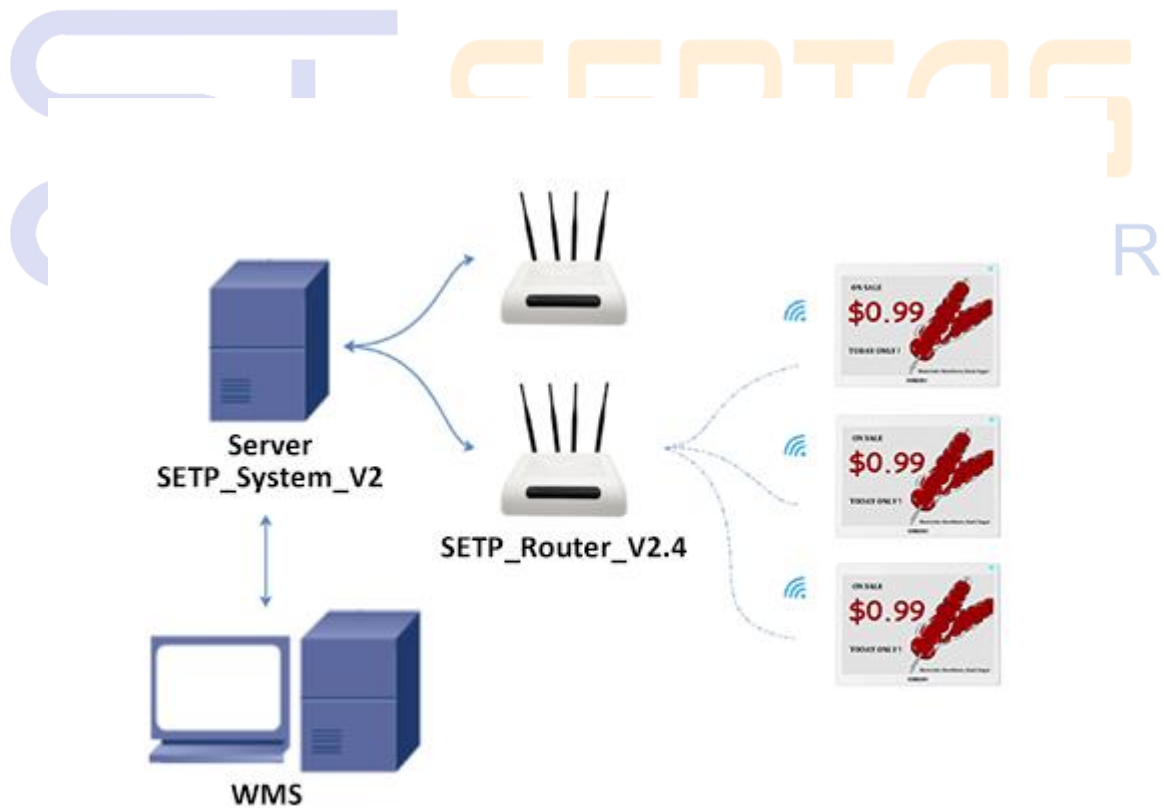 SEPTAG
R
Server
SETP_System_V2
SETP_Router_V2.4
WMS
ON SALE
$0.99
TODAY ONLY!
ON SALE
$0.99
TODAY ONLY!
ON SALE
$0.99
TODAY ONLY!